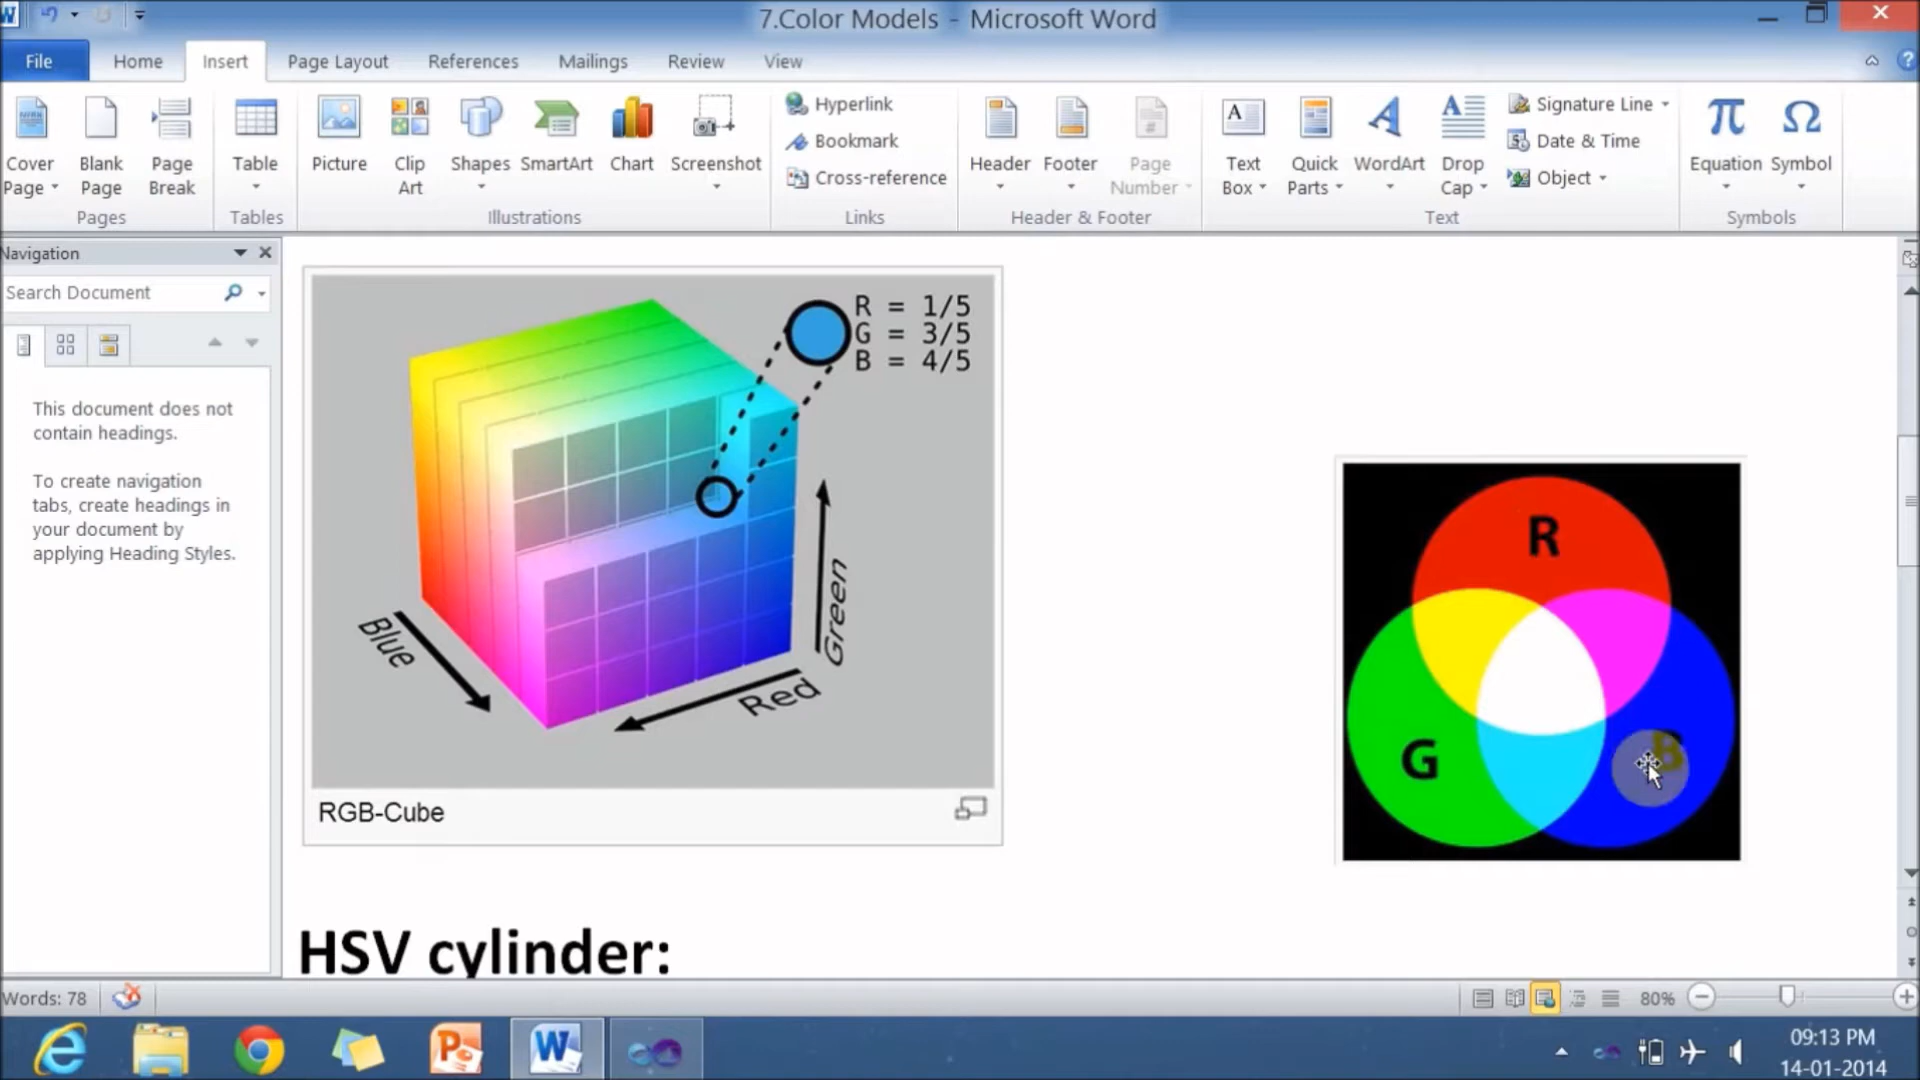 7.Color Models - Microsoft Word
File Home Insert Page Layout References Mailings Review View
Cover Page
Blank Page
Page Break
Pages
Table
Tables
Picture
Clip Art
Shapes
SmartArt
Chart
Screenshot
Illustrations
Hyperlink
Bookmark
Cross-reference
Links
Header
Footer
Page Number
Header & Footer
Text Box
Quick Parts
WordArt
Drop Cap
Signature Line
Date & Time
Object
Text
Equation
Symbol
Symbols
Navigation
Search Document
This document does not
contain headings.
To create navigation
tabs, create headings in
your document by
applying Heading Styles.
R = 1/5
G = 3/5
B = 4/5
Blue
Green
Red
RGB-Cube
R
G
B
HSV cylinder:
Words: 78
80%
09:13 PM
14-01-2014